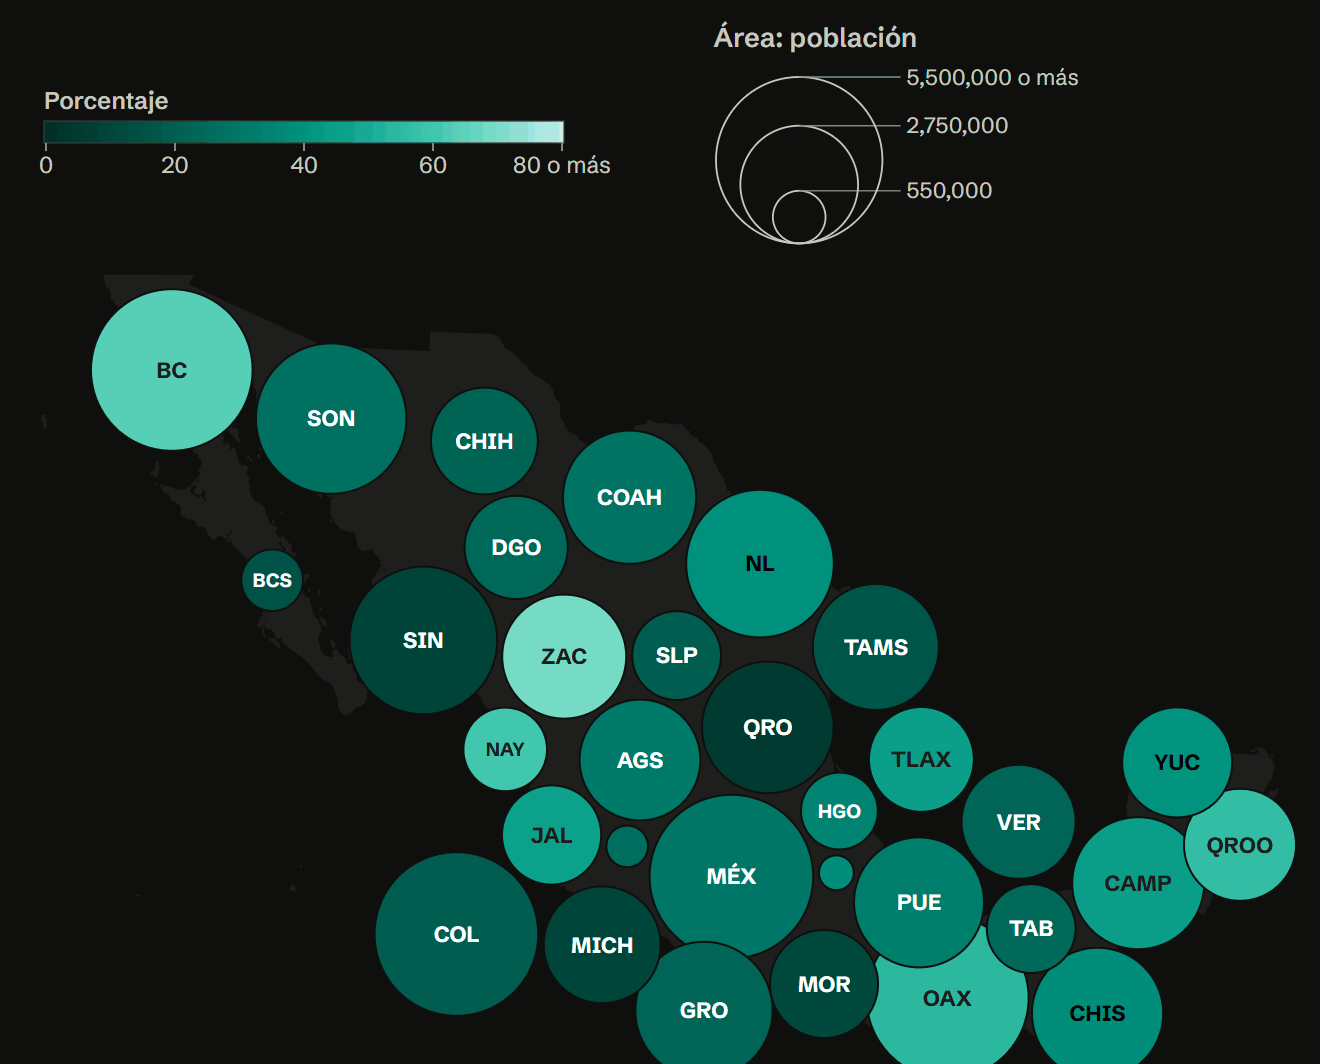 Área: población
5,500,000 o más
2,750,000
550,000
Porcentaje
0 20 40 60 80 o más
BC
SON
CHIH
COAH
DGO
NL
BCS
SIN
ZAC
SLP
TAMS
QRO
NAY
AGS
TLAX
YUC
HGO
VER
JAL
QROO
MÉX
CAMP
PUE
COL
MICH
TAB
MOR
OAX
GRO
CHIS